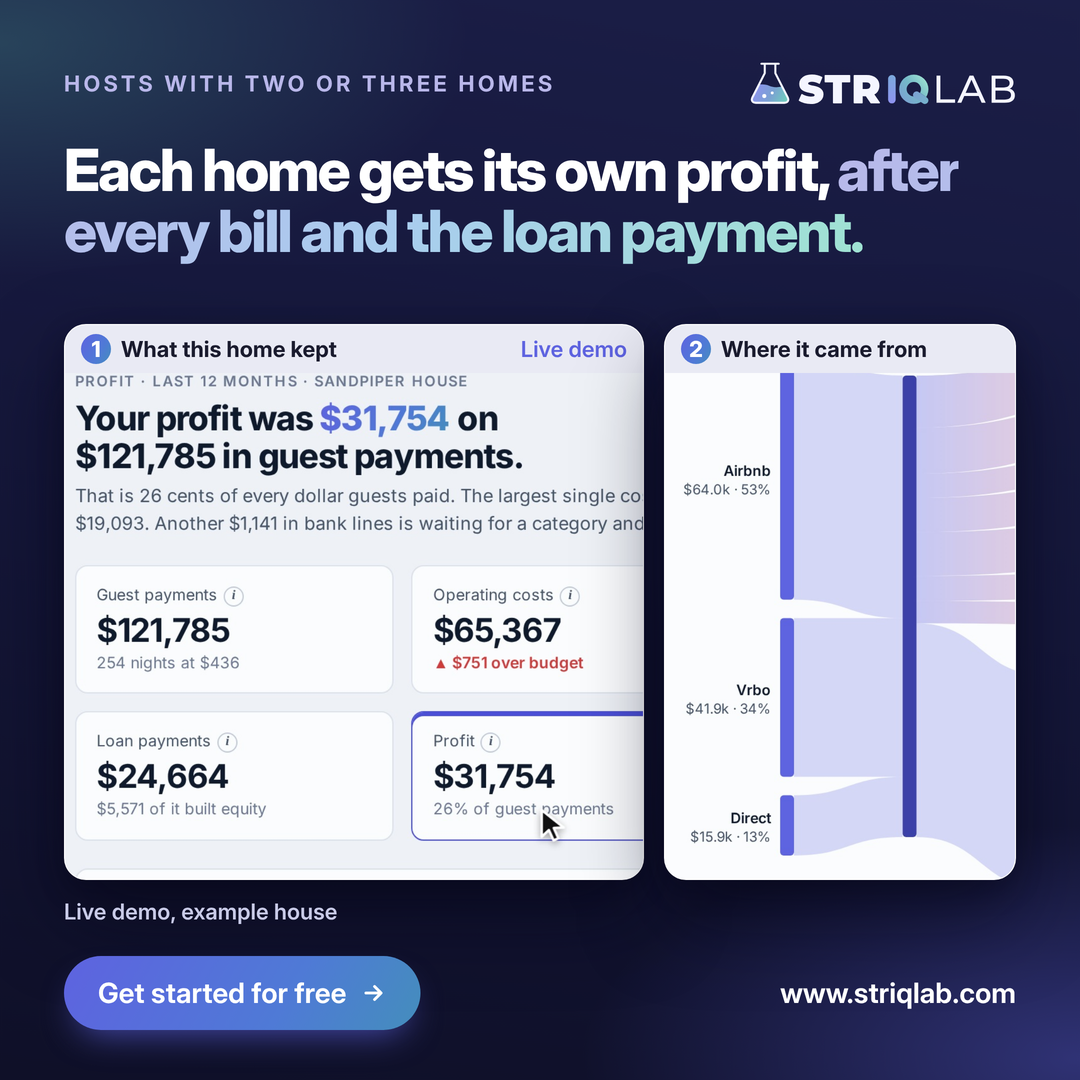 HOSTS WITH TWO OR THREE HOMES
STR IQ LAB
Each home gets its own profit, after
every bill and the loan payment.
1 What this home kept
Live demo
PROFIT · LAST 12 MONTHS · SANDPIPER HOUSE
Your profit was $31,754 on
$121,785 in guest payments.
That is 26 cents of every dollar guests paid. The largest single
$19,093. Another $1,141 in bank lines is waiting for a category and
Guest payments i
$121,785
254 nights at $436
Operating costs i
$65,367
▲ $751 over budget
Loan payments i
$24,664
$5,571 of it built equity
Profit i
$31,754
26% of guest payments
2 Where it came from
Airbnb
$64.0k · 53%
Vrbo
$41.9k · 34%
Direct
$15.9k · 13%
Live demo, example house
Get started for free →
www.striqlab.com